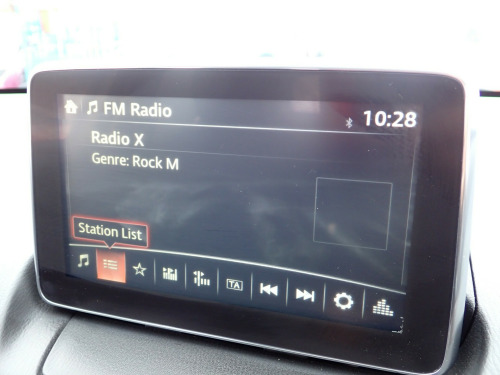 FM Radio
10:28
Radio X
Genre: Rock M
Station List
TA